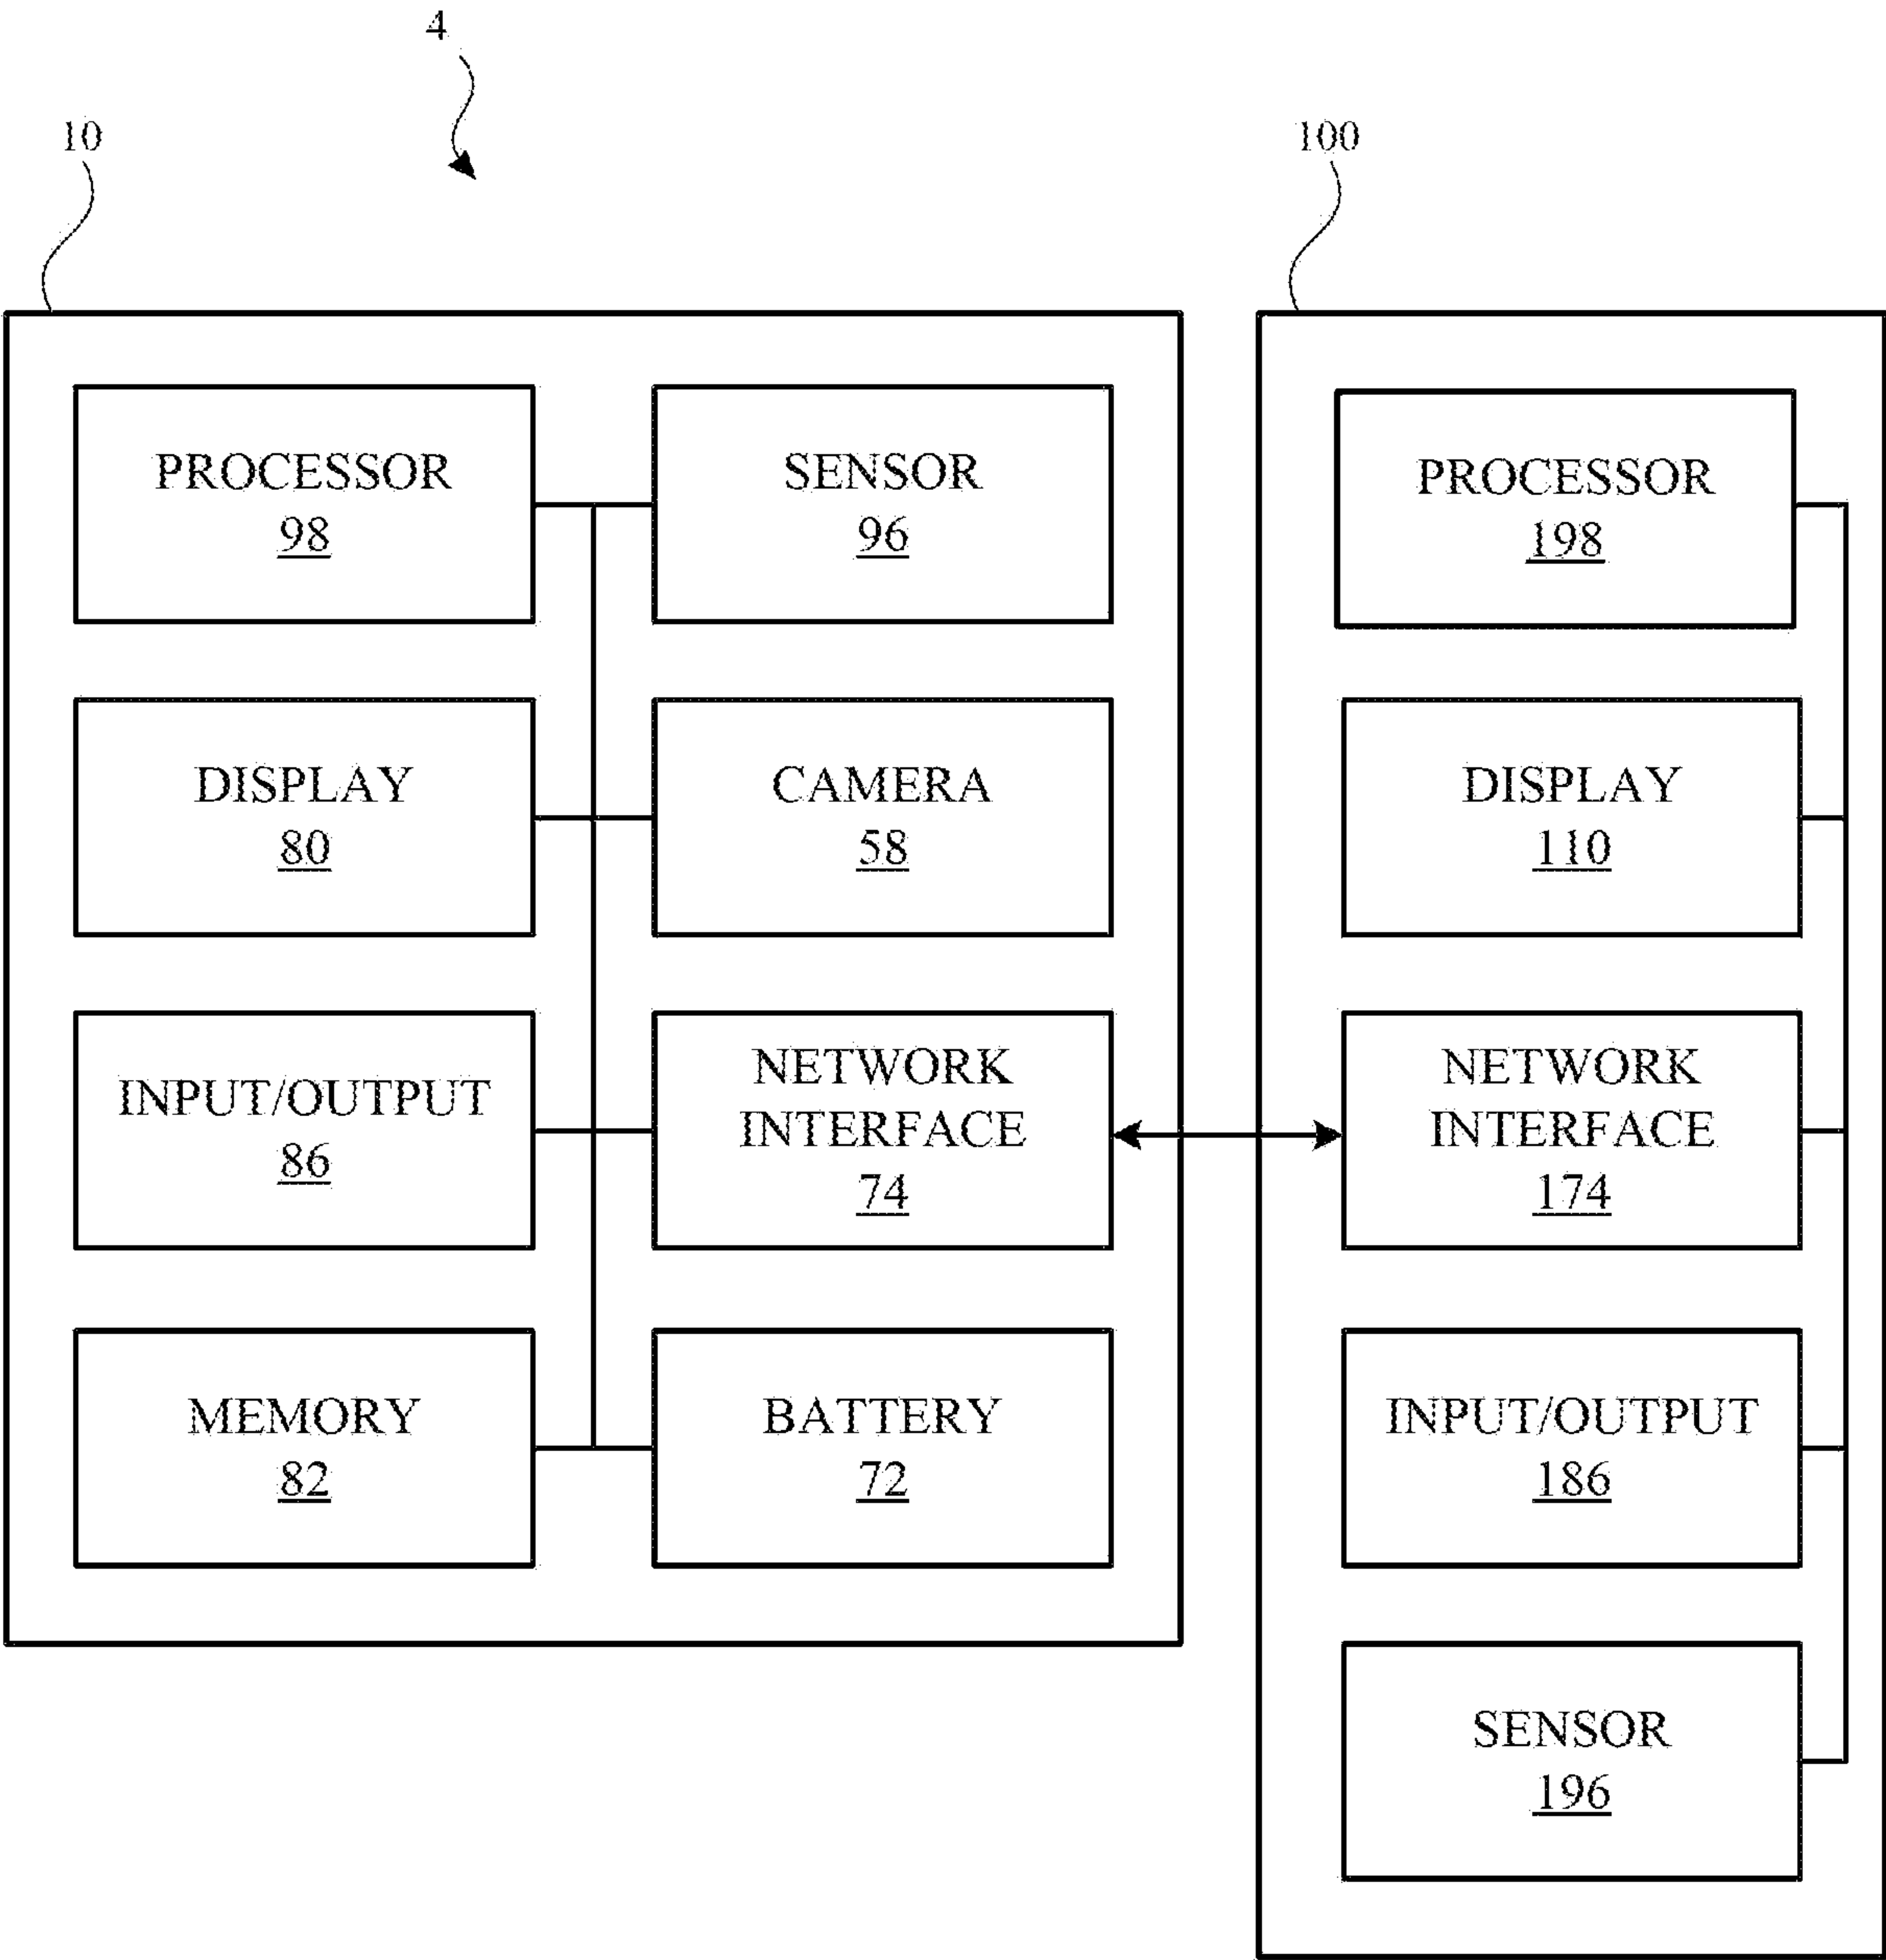 4
10
100
PROCESSOR
98
SENSOR
96
PROCESSOR
198
DISPLAY
80
CAMERA
58
DISPLAY
110
INPUT/OUTPUT
86
NETWORK
INTERFACE
74
NETWORK
INTERFACE
174
MEMORY
82
BATTERY
72
INPUT/OUTPUT
186
SENSOR
196